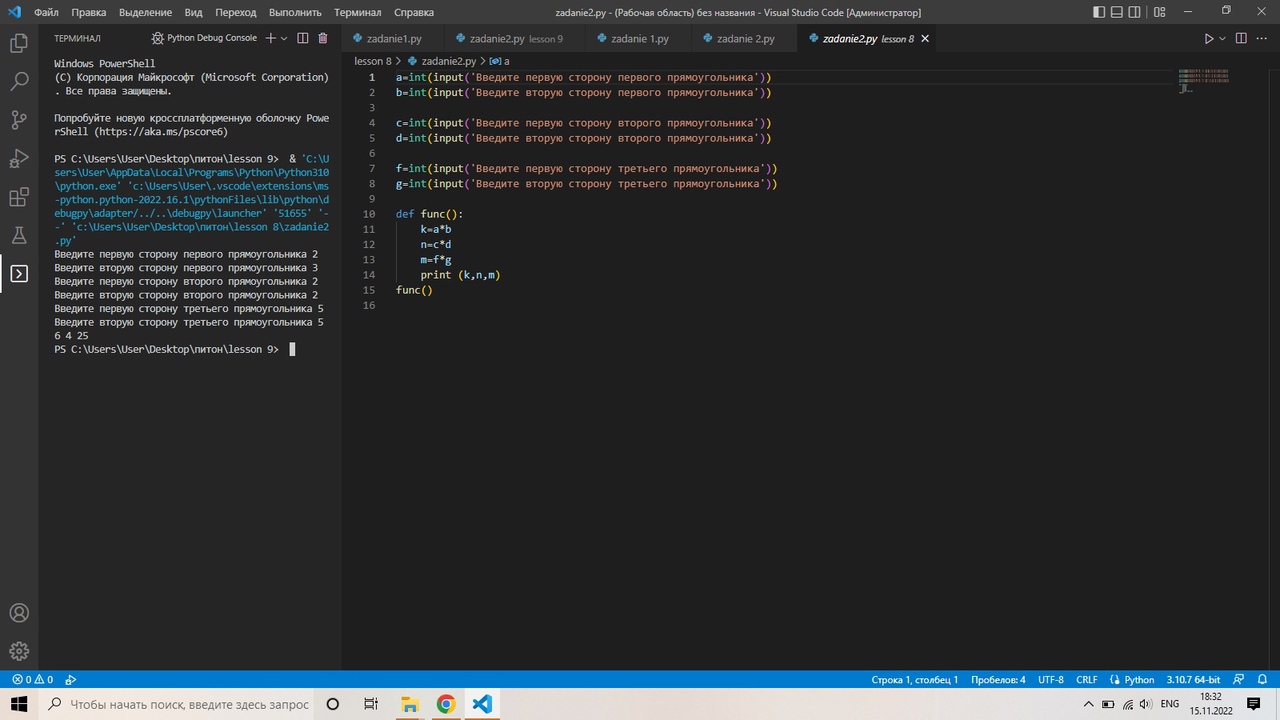 Файл Правка Выделение Вид Переход Выполнить Терминал Справка zadanie2.py - (Рабочая область) без названия - Visual Studio Code [Администратор]
ТЕРМИНАЛ Python Debug Console
zadanie1.py zadanie2.py lesson 9 zadanie 1.py zadanie 2.py zadanie2.py lesson 8
lesson 8 > zadanie2.py > a
Windows PowerShell
(C) Корпорация Майкрософт (Microsoft Corporation)
. Все права защищены.
Попробуйте новую кроссплатформенную оболочку Powe
rShell (https://aka.ms/pscore6)
PS C:\Users\User\Desktop\питон\lesson 9> & 'C:\U
sers\User\AppData\Local\Programs\Python\Python310
\python.exe' 'c:\Users\User\.vscode\extensions\ms
-python.python-2022.16.1\pythonFiles\lib\python\d
ebugpy\adapter/../..\debugpy\launcher' '51655' '-
-' 'c:\Users\User\Desktop\питон\lesson 8\zadanie2
.py'
Введите первую сторону первого прямоугольника 2
Введите вторую сторону первого прямоугольника 3
Введите первую сторону второго прямоугольника 2
Введите вторую сторону второго прямоугольника 2
Введите первую сторону третьего прямоугольника 5
Введите вторую сторону третьего прямоугольника 5
6 4 25
PS C:\Users\User\Desktop\питон\lesson 9>
1 a=int(input('Введите первую сторону первого прямоугольника'))
2 b=int(input('Введите вторую сторону первого прямоугольника'))
3
4 c=int(input('Введите первую сторону второго прямоугольника'))
5 d=int(input('Введите вторую сторону второго прямоугольника'))
6
7 f=int(input('Введите первую сторону третьего прямоугольника'))
8 g=int(input('Введите вторую сторону третьего прямоугольника'))
9
10 def func():
11 k=a*b
12 n=c*d
13 m=f*g
14 print (k,n,m)
15 func()
16
0 0 Строка 1, столбец 1 Пробелов: 4 UTF-8 CRLF Python 3.10.7 64-bit
Чтобы начать поиск, введите здесь запрос ENG 18:32
15.11.2022